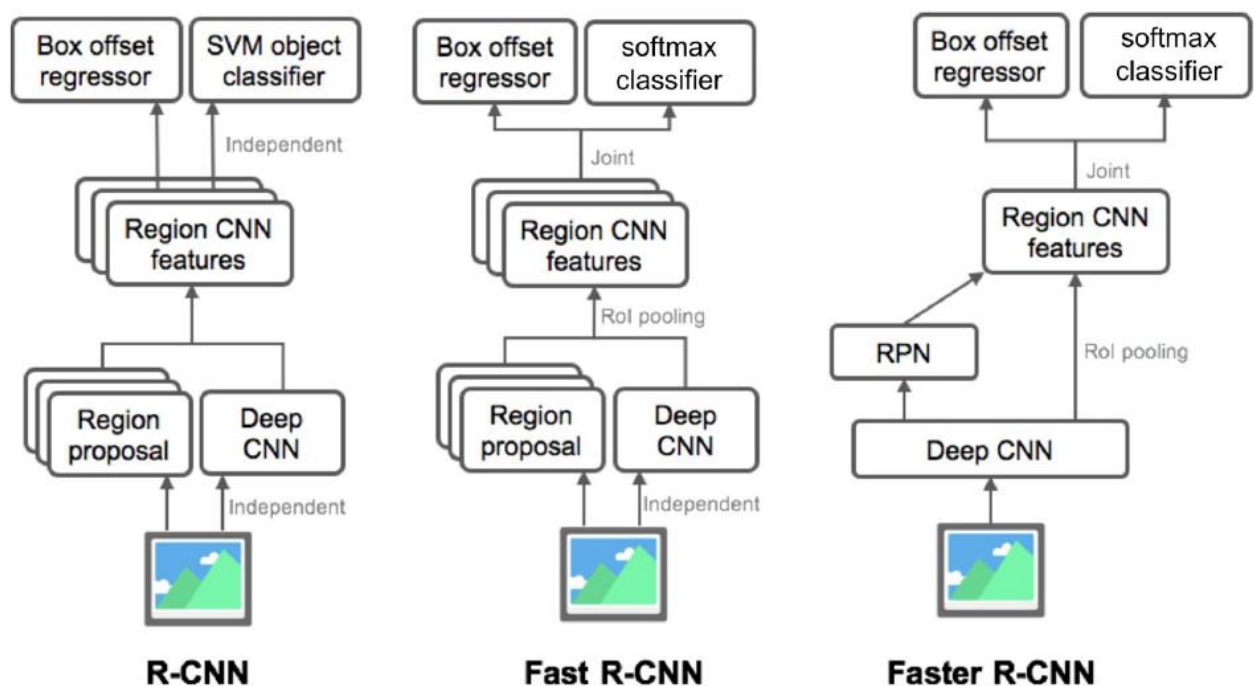 Box offset
regressor
SVM object
classifier
Independent
Region CNN
features
Region
proposal
Deep
CNN
Independent
R-CNN
Box offset
regressor
softmax
classifier
Joint
Region CNN
features
RoI pooling
Region
proposal
Deep
CNN
Independent
Fast R-CNN
Box offset
regressor
softmax
classifier
Joint
Region CNN
features
RPN
RoI pooling
Deep CNN
Faster R-CNN